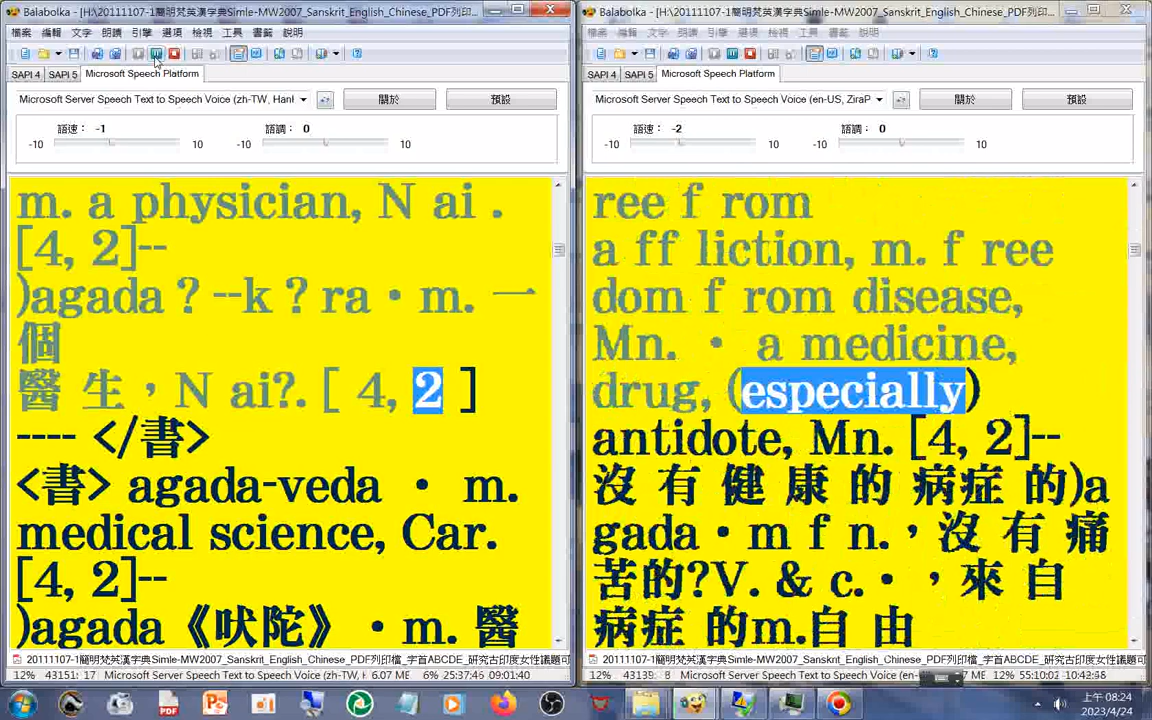 Balabolka - [H:\20111107-1簡明梵英漢字典Simle-MW2007_Sanskrit_English_Chinese_PDF列印...
檔案 編輯 文字 朗讀 引擎 選項 檢視 工具 書籤 說明
SAPI 4 SAPI 5 Microsoft Speech Platform
Microsoft Server Speech Text to Speech Voice (zh-TW, Hanl 關於 預設
語速： -1 語調： 0
-10 10 -10 10
m. a physician, N ai .
[4, 2]--
)agada ? --k ? ra · m. 一
個
醫 生，N ai?. [ 4, 2 ]
---- </書>
<書> agada-veda · m.
medical science, Car.
[4, 2]--
)agada《吠陀》·m. 醫
20111107-1簡明梵英漢字典Simle-MW2007_Sanskrit_English_Chinese_PDF列印檔_字首ABCDE_研究古印度女性議題可
12% 43151: 17 Microsoft Server Speech Text to Speech Voice (zh-TW, H 6.07 MB 6% 25:37:46 09:01:40
Balabolka - [H:\20111107-1簡明梵英漢字典Simle-MW2007_Sanskrit_English_Chinese_PDF列印...
檔案 編輯 文字 朗讀 引擎 選項 檢視 工具 書籤 說明
SAPI 4 SAPI 5 Microsoft Speech Platform
Microsoft Server Speech Text to Speech Voice (en-US, ZiraP 關於 預設
語速： -2 語調： 0
-10 10 -10 10
ree f rom
a ff liction, m. f ree
dom f rom disease,
Mn. · a medicine,
drug, (especially)
antidote, Mn. [4, 2]--
沒 有 健 康 的 病症 的)a
gada·m f n.，沒 有 痛
苦的?V. & c.·，來 自
病症 的m.自 由
20111107-1簡明梵英漢字典Simle-MW2007_Sanskrit_English_Chinese_PDF列印檔_字首ABCDE_研究古印度女性議題可
12% 43139: 8 Microsoft Server Speech Text to Speech Voice 12% 55:10:02 10:42:58
上午 08:24
2023/4/24